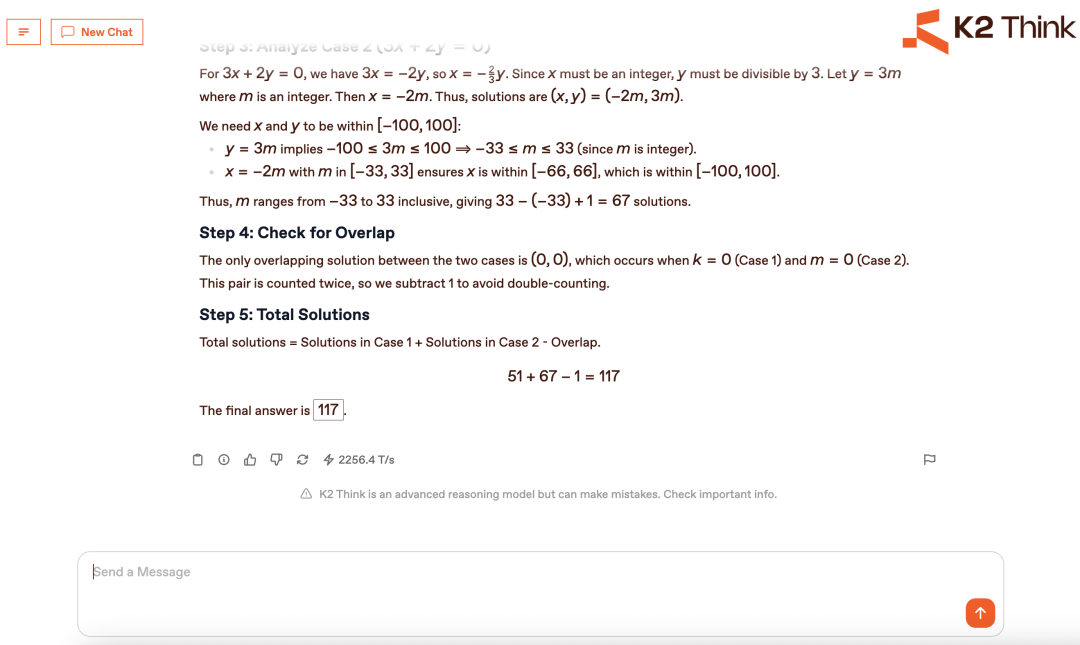 New Chat
K2 Think
Step 3: Analyze Case 2 (3x + 2y = 0)
For 3x + 2y = 0, we have 3x = −2y, so x = −⅔y. Since x must be an integer, y must be divisible by 3. Let y = 3m
where m is an integer. Then x = −2m. Thus, solutions are (x, y) = (−2m, 3m).
We need x and y to be within [−100, 100]:
y = 3m implies −100 ≤ 3m ≤ 100 ⟹ −33 ≤ m ≤ 33 (since m is integer).
x = −2m with m in [−33, 33] ensures x is within [−66, 66], which is within [−100, 100].
Thus, m ranges from −33 to 33 inclusive, giving 33 − (−33) + 1 = 67 solutions.
Step 4: Check for Overlap
The only overlapping solution between the two cases is (0, 0), which occurs when k = 0 (Case 1) and m = 0 (Case 2).
This pair is counted twice, so we subtract 1 to avoid double-counting.
Step 5: Total Solutions
Total solutions = Solutions in Case 1 + Solutions in Case 2 - Overlap.
51 + 67 − 1 = 117
The final answer is 117.
2256.4 T/s
K2 Think is an advanced reasoning model but can make mistakes. Check important info.
Send a Message